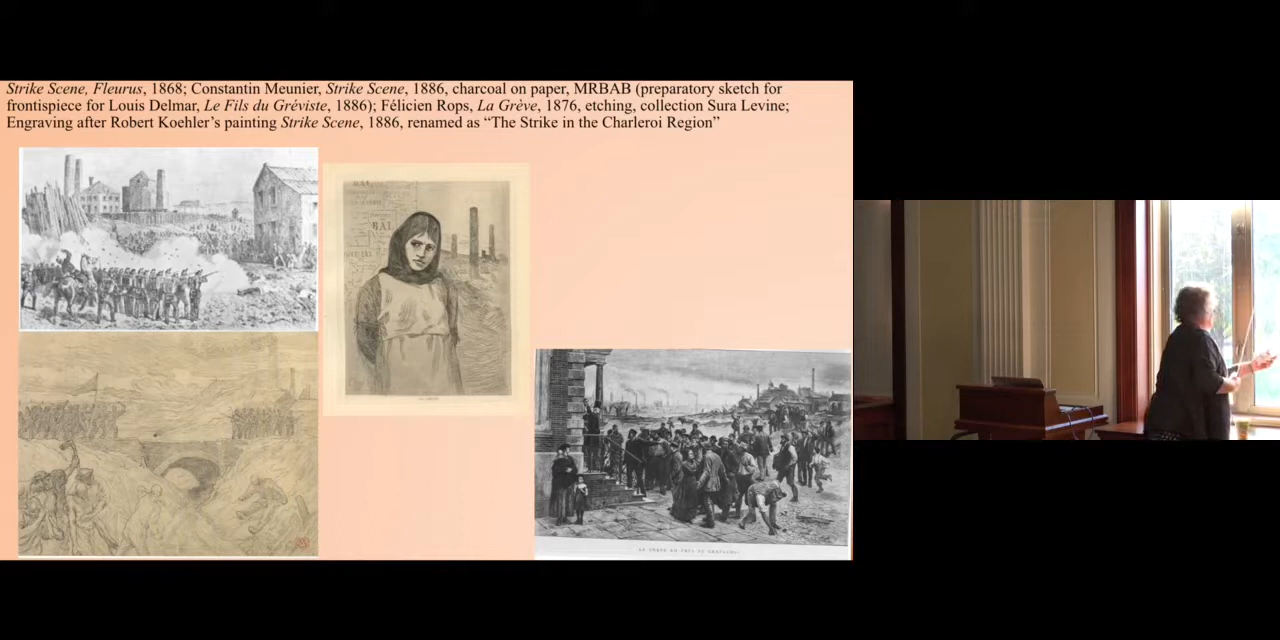 Strike Scene, Fleurus, 1868; Constantin Meunier, Strike Scene, 1886, charcoal on paper, MRBAB (preparatory sketch for
frontispiece for Louis Delmar, Le Fils du Gréviste, 1886); Félicien Rops, La Grève, 1876, etching, collection Sura Levine;
Engraving after Robert Koehler's painting Strike Scene, 1886, renamed as “The Strike in the Charleroi Region”
BAL